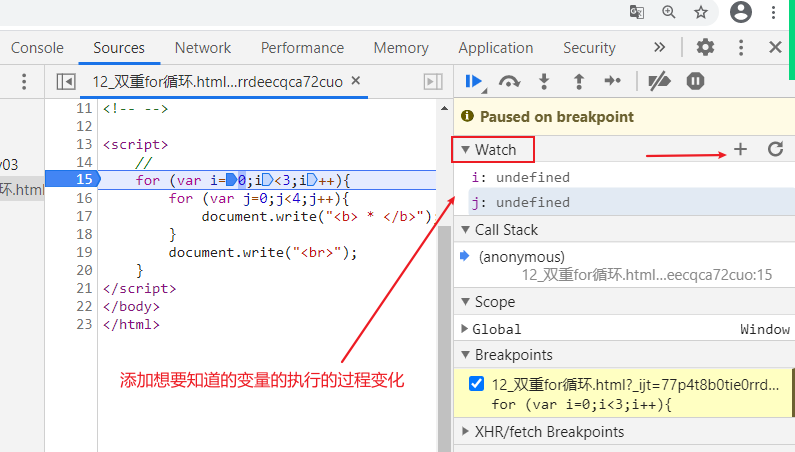 Console Sources Network Performance Memory Application Security »
12_双重for循环.html...rrdeecqca72cuo ×
/03
环.html
11 <!-- -->
12
13 <script>
14 //
15 for (var i=0;i<3;i++){
16 for (var j=0;j<4;j++){
17 document.write("<b> * </b>")
18 }
19 document.write("<br>");
20 }
21 </script>
22 </body>
23 </html>
添加想要知道的变量的执行的过程变化
Paused on breakpoint
Watch
i: undefined
j: undefined
Call Stack
(anonymous)
12_双重for循环.html...eecqca72cuo:15
Scope
Global Window
Breakpoints
12_双重for循环.html?_ijt=77p4t8b0tie0rrd...
for (var i=0;i<3;i++){
XHR/fetch Breakpoints